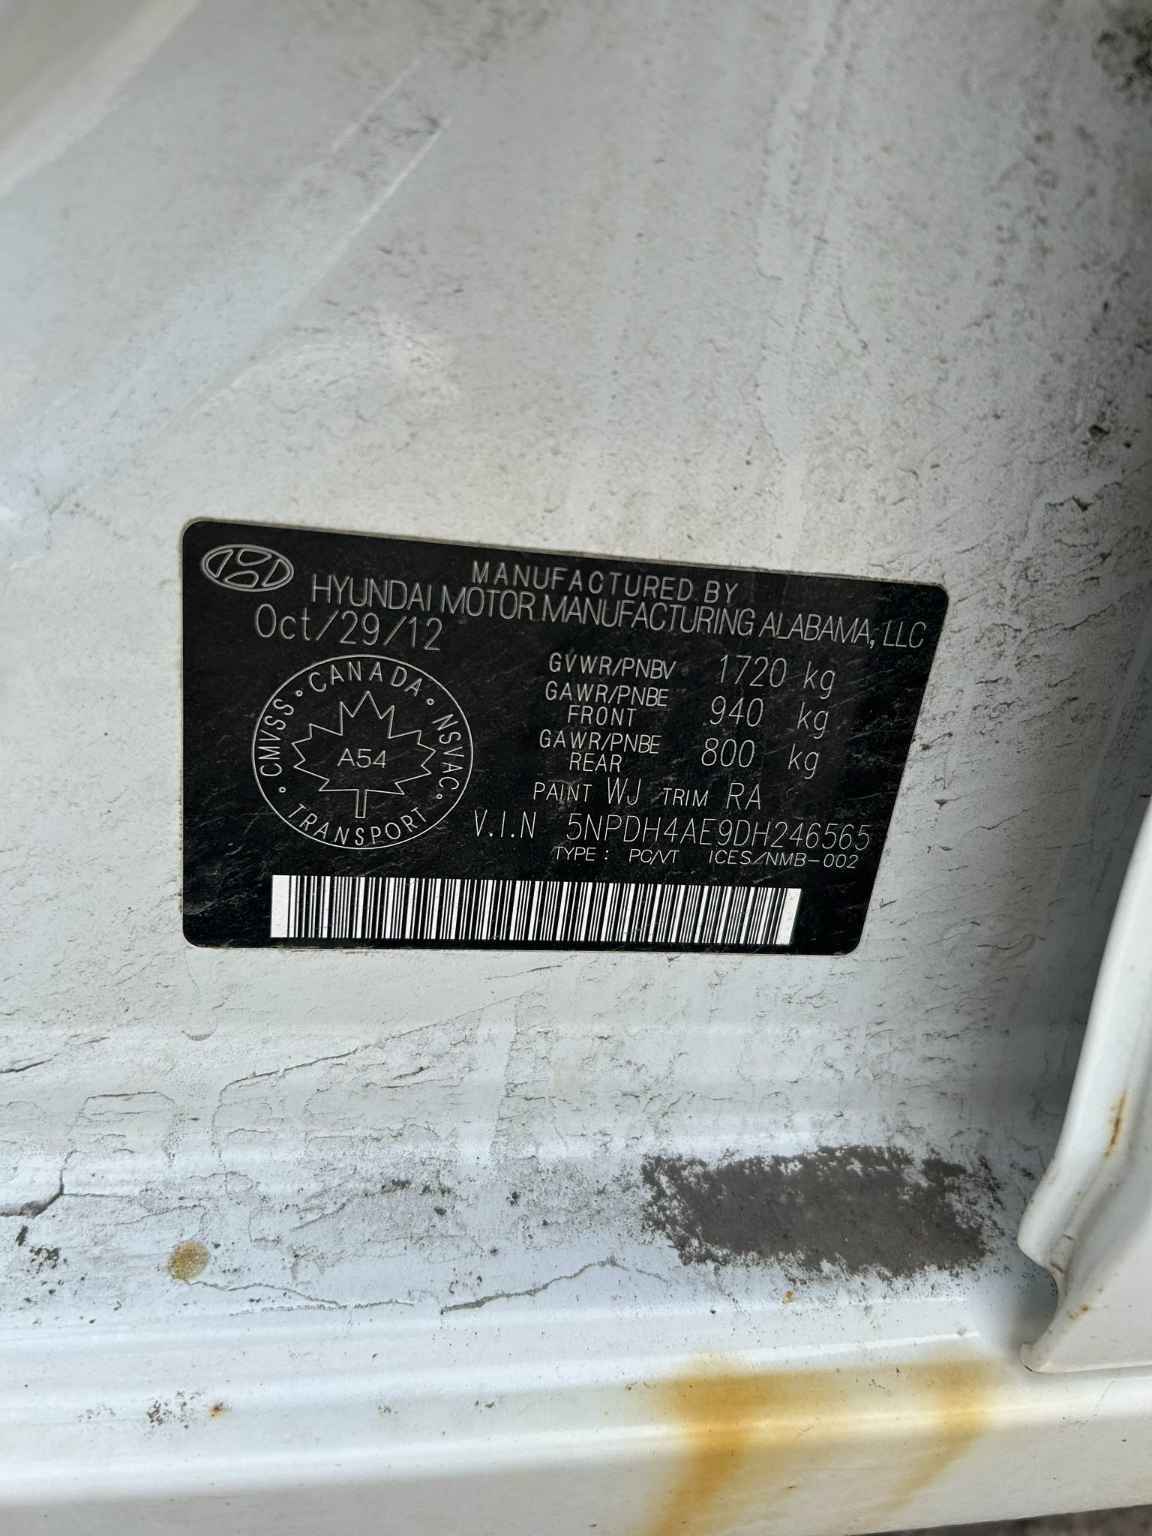 MANUFACTURED BY
HYUNDAI MOTOR MANUFACTURING ALABAMA, LLC
Oct/29/12
GVWR/PNBV 1720 kg
GAWR/PNBE FRONT 940 kg
GAWR/PNBE REAR 800 kg
PAINT WJ TRIM RA
V.I.N 5NPDH4AE9DH246565
TYPE : PC/VT ICES/NMB-002
CANADA
CMVSS • NSVAC
A54
TRANSPORT